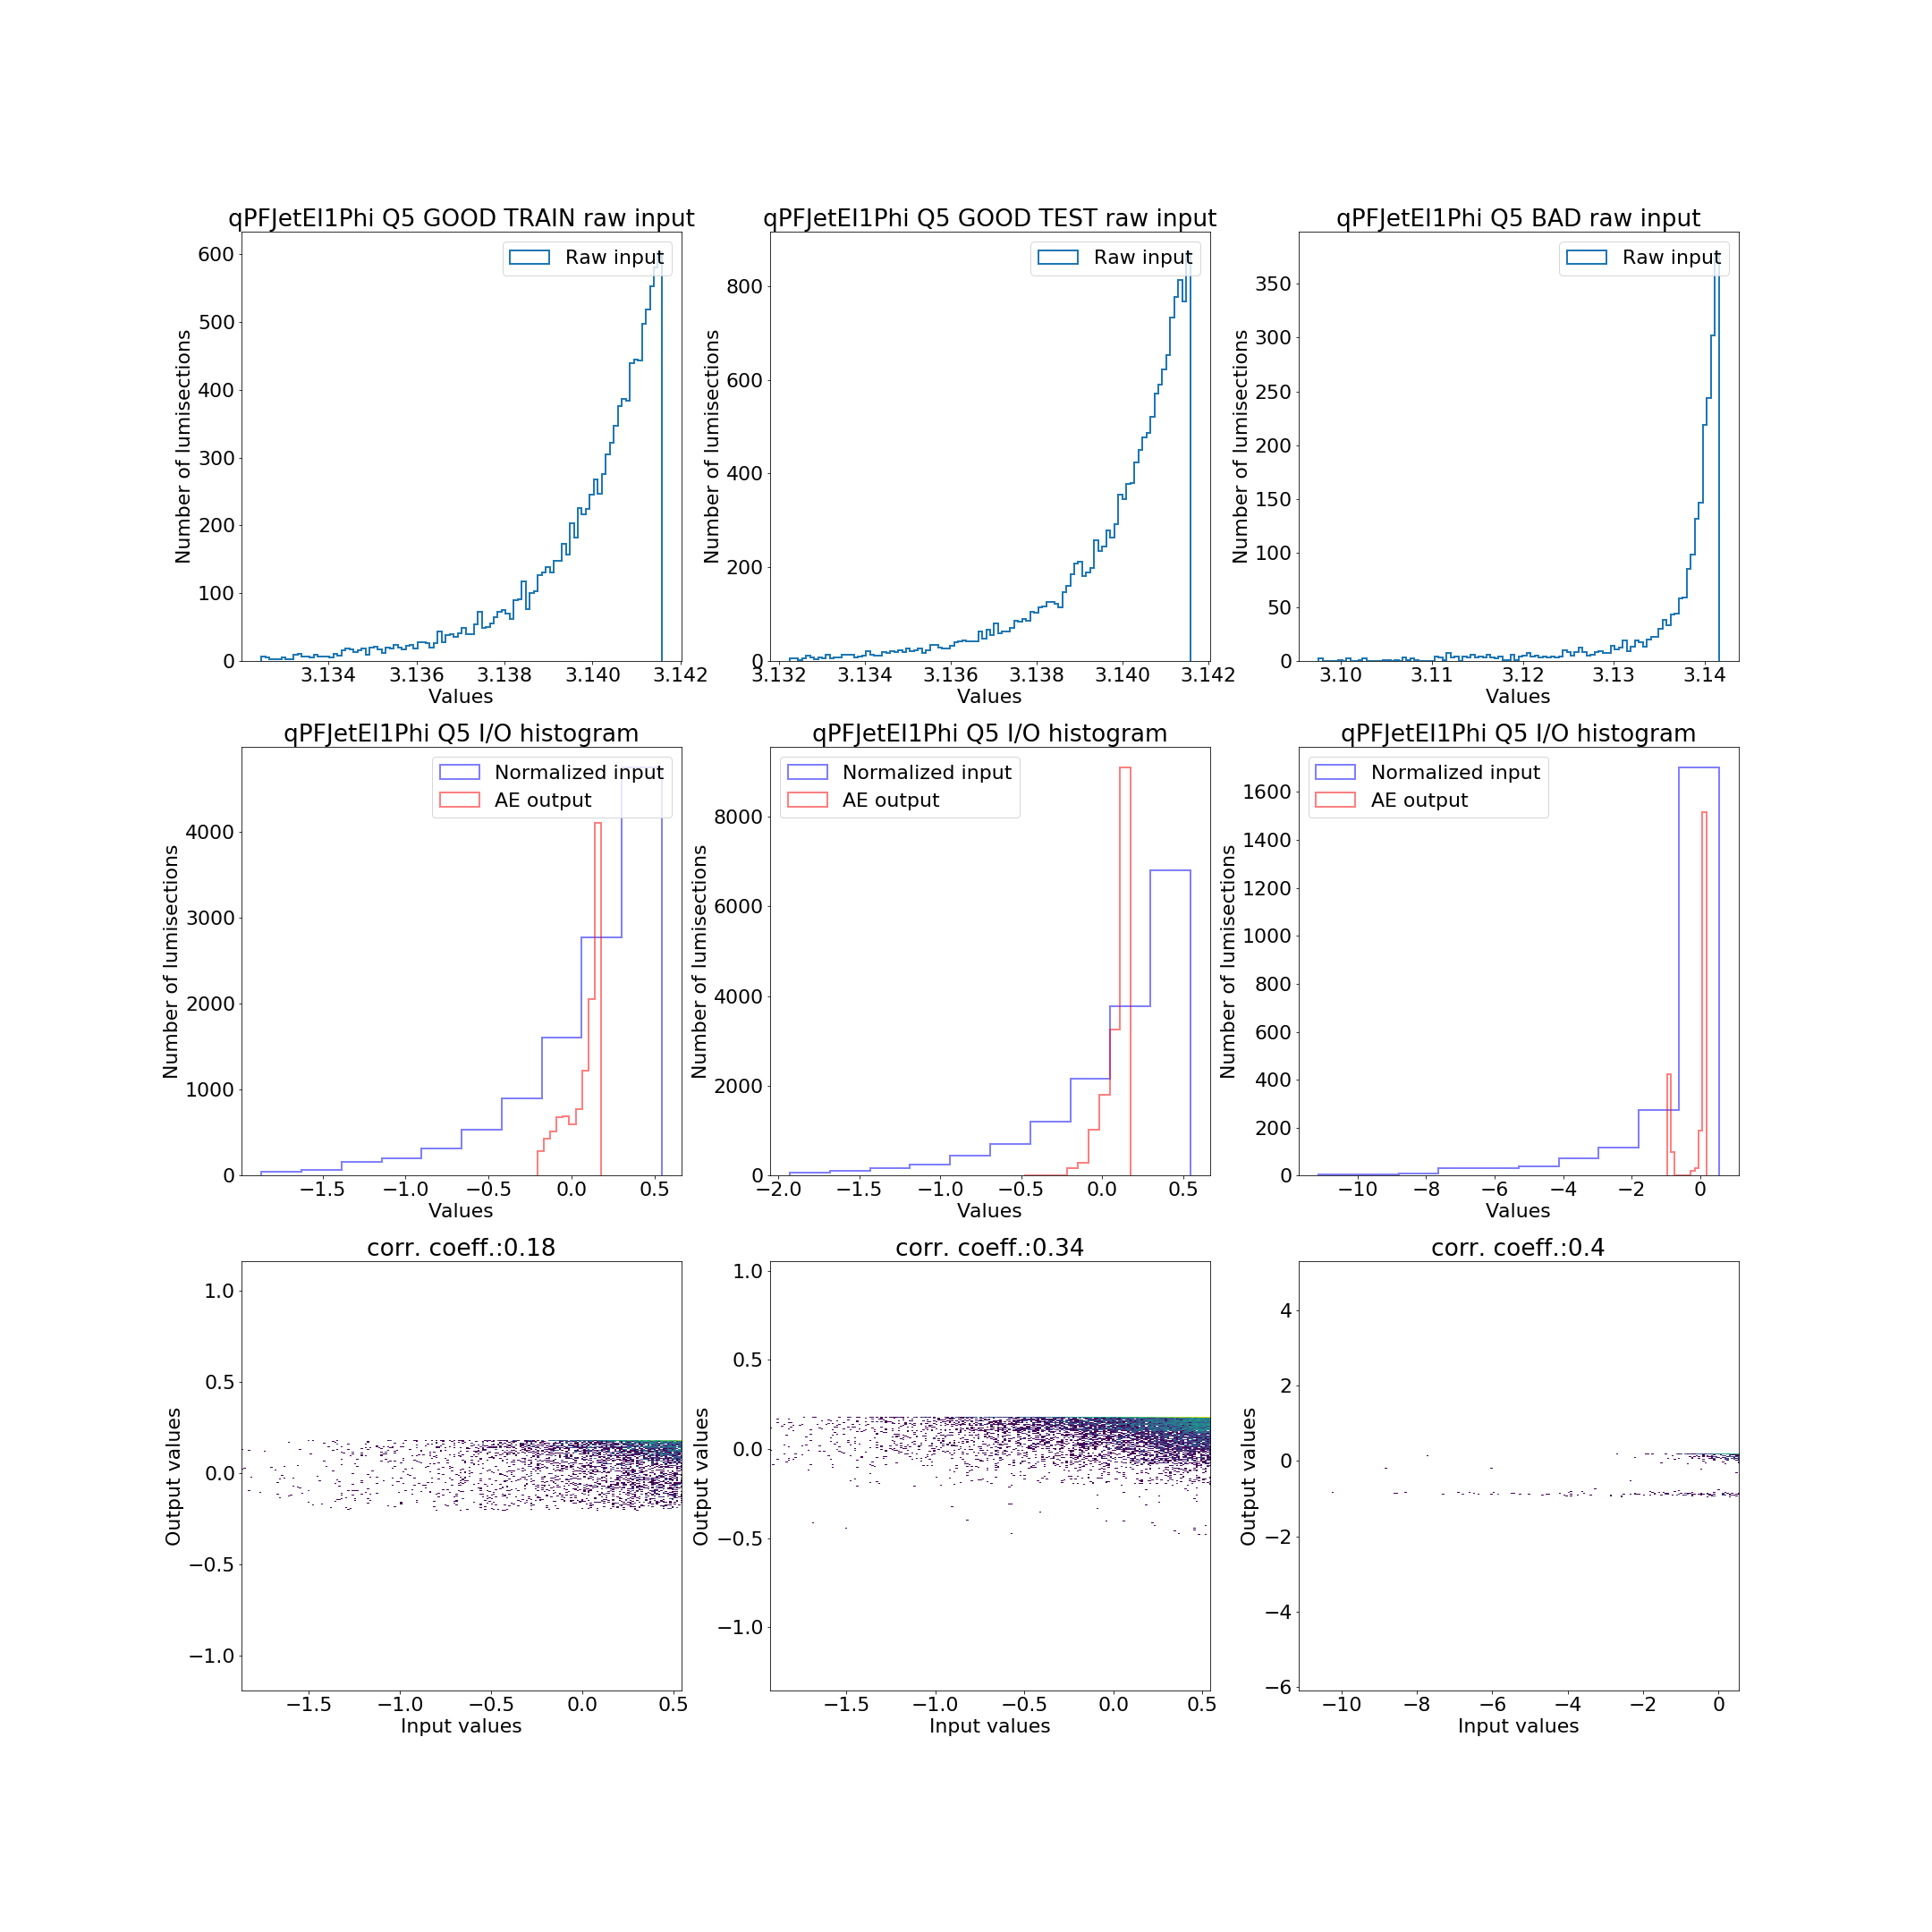 qPFJetEI1Phi Q5 GOOD TRAIN raw input
Raw input
600
500
400
300
200
100
0
Number of lumisections
3.134 3.136 3.138 3.140 3.142
Values
qPFJetEI1Phi Q5 GOOD TEST raw input
Raw input
800
600
400
200
0
Number of lumisections
3.132 3.134 3.136 3.138 3.140 3.142
Values
qPFJetEI1Phi Q5 BAD raw input
Raw input
350
300
250
200
150
100
50
0
Number of lumisections
3.10 3.11 3.12 3.13 3.14
Values
qPFJetEI1Phi Q5 I/O histogram
Normalized input
AE output
4000
3000
2000
1000
0
Number of lumisections
−1.5 −1.0 −0.5 0.0 0.5
Values
qPFJetEI1Phi Q5 I/O histogram
Normalized input
AE output
8000
6000
4000
2000
0
Number of lumisections
−2.0 −1.5 −1.0 −0.5 0.0 0.5
Values
qPFJetEI1Phi Q5 I/O histogram
Normalized input
AE output
1600
1400
1200
1000
800
600
400
200
0
Number of lumisections
−10 −8 −6 −4 −2 0
Values
corr. coeff.:0.18
1.0
0.5
0.0
−0.5
−1.0
Output values
−1.5 −1.0 −0.5 0.0 0.5
Input values
corr. coeff.:0.34
1.0
0.5
0.0
−0.5
−1.0
Output values
−1.5 −1.0 −0.5 0.0 0.5
Input values
corr. coeff.:0.4
4
2
0
−2
−4
−6
Output values
−10 −8 −6 −4 −2 0
Input values